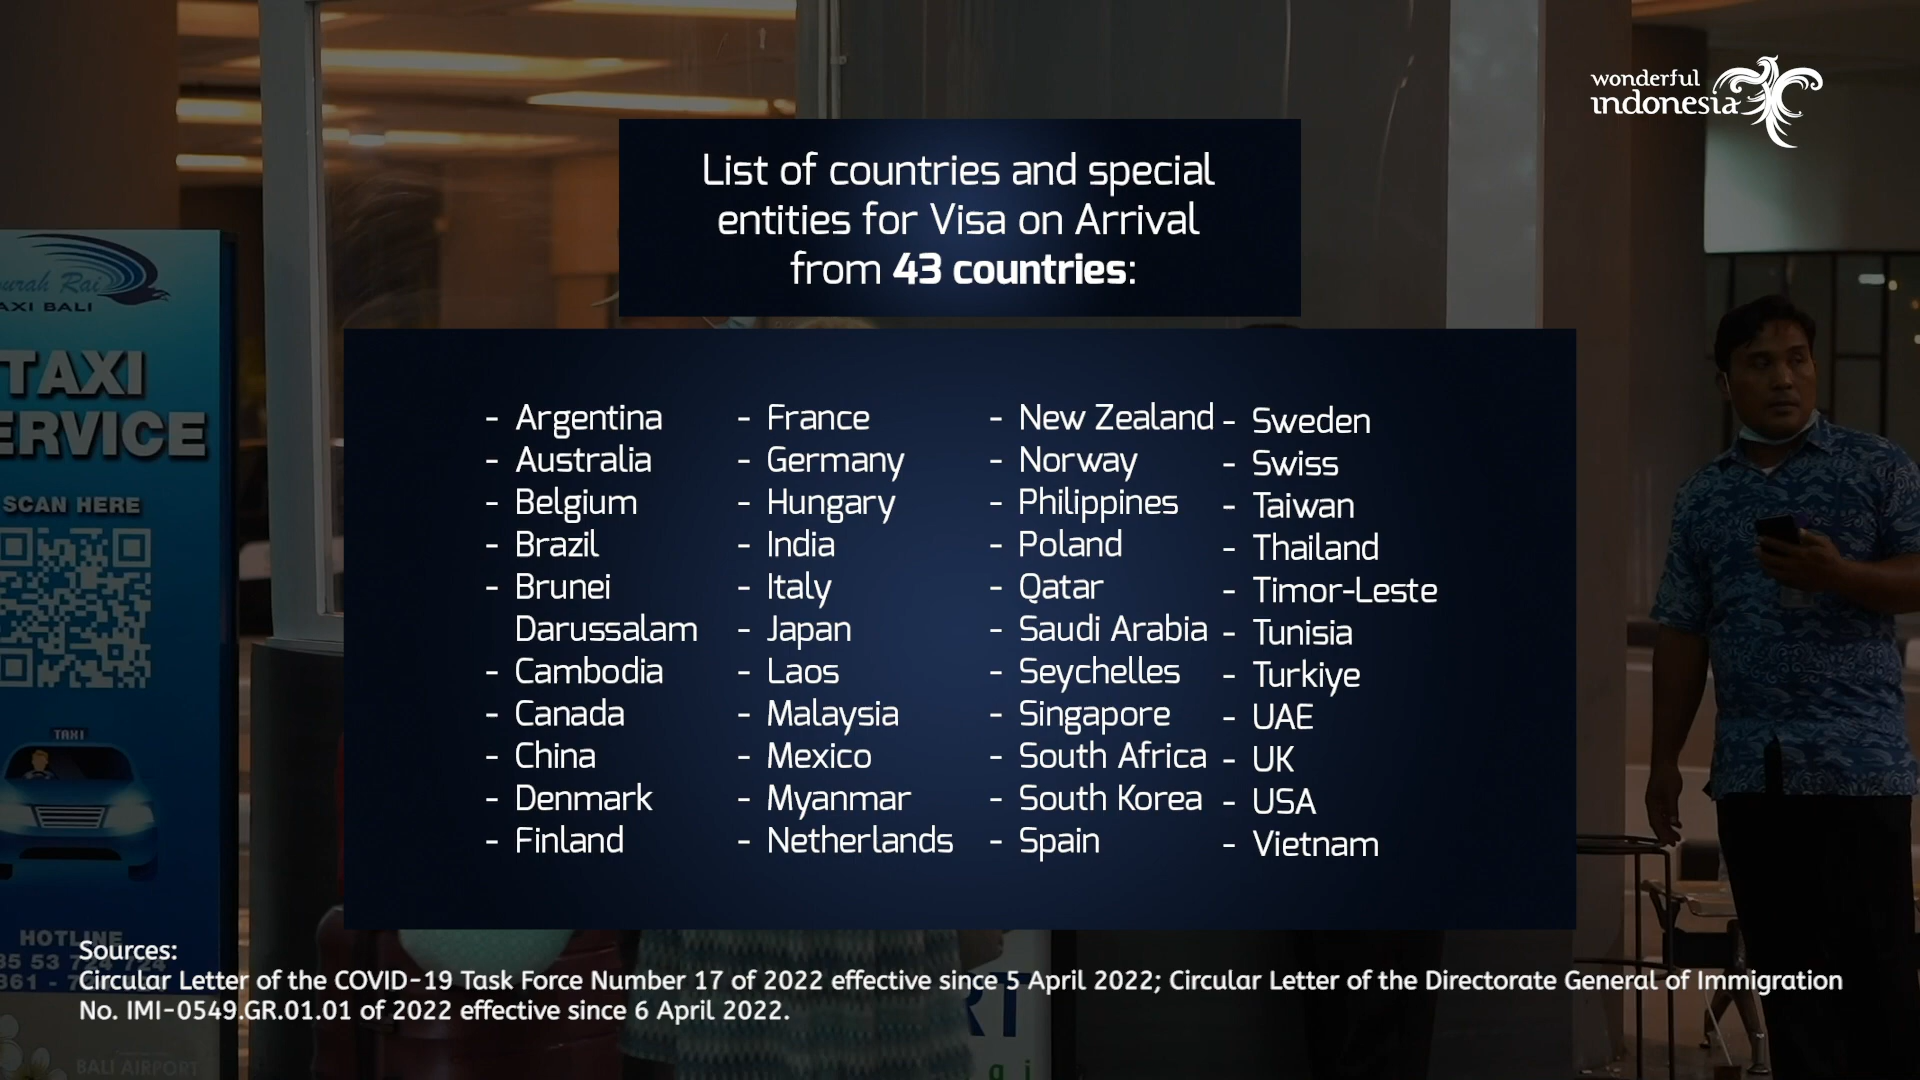 wonderful
indonesia
List of countries and special
entities for Visa on Arrival
from 43 countries:
- Argentina
- Australia
- Belgium
- Brazil
- Brunei
Darussalam
- Cambodia
- Canada
- China
- Denmark
- Finland
- France
- Germany
- Hungary
- India
- Italy
- Japan
- Laos
- Malaysia
- Mexico
- Myanmar
- Netherlands
- New Zealand
- Norway
- Philippines
- Poland
- Qatar
- Saudi Arabia
- Seychelles
- Singapore
- South Africa
- South Korea
- Spain
- Sweden
- Swiss
- Taiwan
- Thailand
- Timor-Leste
- Tunisia
- Turkiye
- UAE
- UK
- USA
- Vietnam
Rai
AXI BALI
TAXI
ERVICE
SCAN HERE
TAXI
HOTLINE
Sources:
Circular Letter of the COVID-19 Task Force Number 17 of 2022 effective since 5 April 2022; Circular Letter of the Directorate General of Immigration
No. IMI-0549.GR.01.01 of 2022 effective since 6 April 2022.
BALI AIRPORT